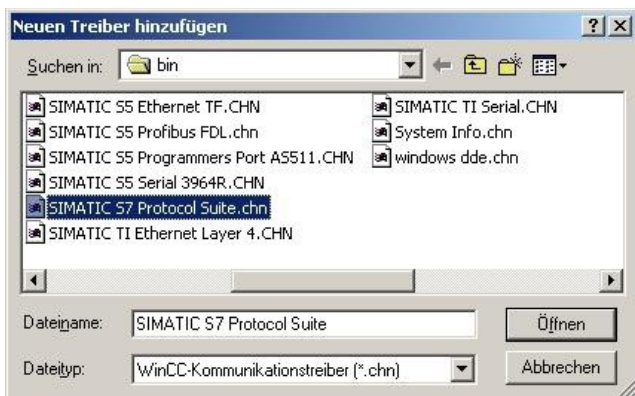 Neuen Treiber hinzufügen
Suchen in: bin
SIMATIC S5 Ethernet TF.CHN
SIMATIC S5 Profibus FDL.chn
SIMATIC S5 Programmers Port AS511.CHN
SIMATIC S5 Serial 3964R.CHN
SIMATIC S7 Protocol Suite.chn
SIMATIC TI Ethernet Layer 4.CHN
SIMATIC TI Serial.CHN
System Info.chn
windows dde.chn
Dateiname: SIMATIC S7 Protocol Suite Öffnen
Dateityp: WinCC-Kommunikationstreiber (*.chn) Abbrechen